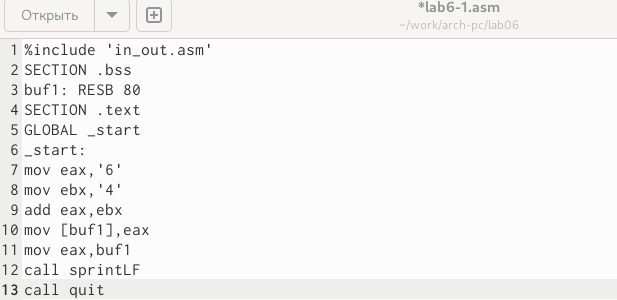 Открыть
*lab6-1.asm
~/work/arch-pc/lab06
1 %include 'in_out.asm'
2 SECTION .bss
3 buf1: RESB 80
4 SECTION .text
5 GLOBAL _start
6 _start:
7 mov eax,'6'
8 mov ebx,'4'
9 add eax,ebx
10 mov [buf1],eax
11 mov eax,buf1
12 call sprintLF
13 call quit